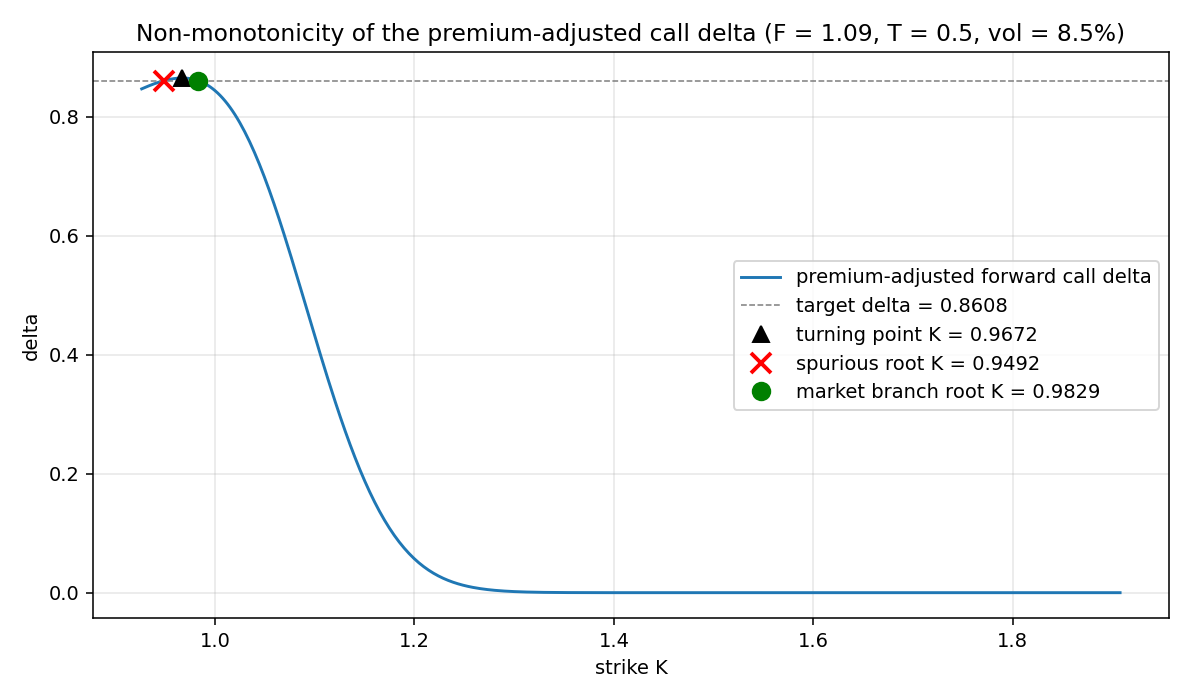 Non-monotonicity of the premium-adjusted call delta (F = 1.09, T = 0.5, vol = 8.5%)
delta
0.8
0.6
0.4
0.2
0.0
premium-adjusted forward call delta
target delta = 0.8608
turning point K = 0.9672
spurious root K = 0.9492
market branch root K = 0.9829
1.0 1.2 1.4 1.6 1.8
strike K